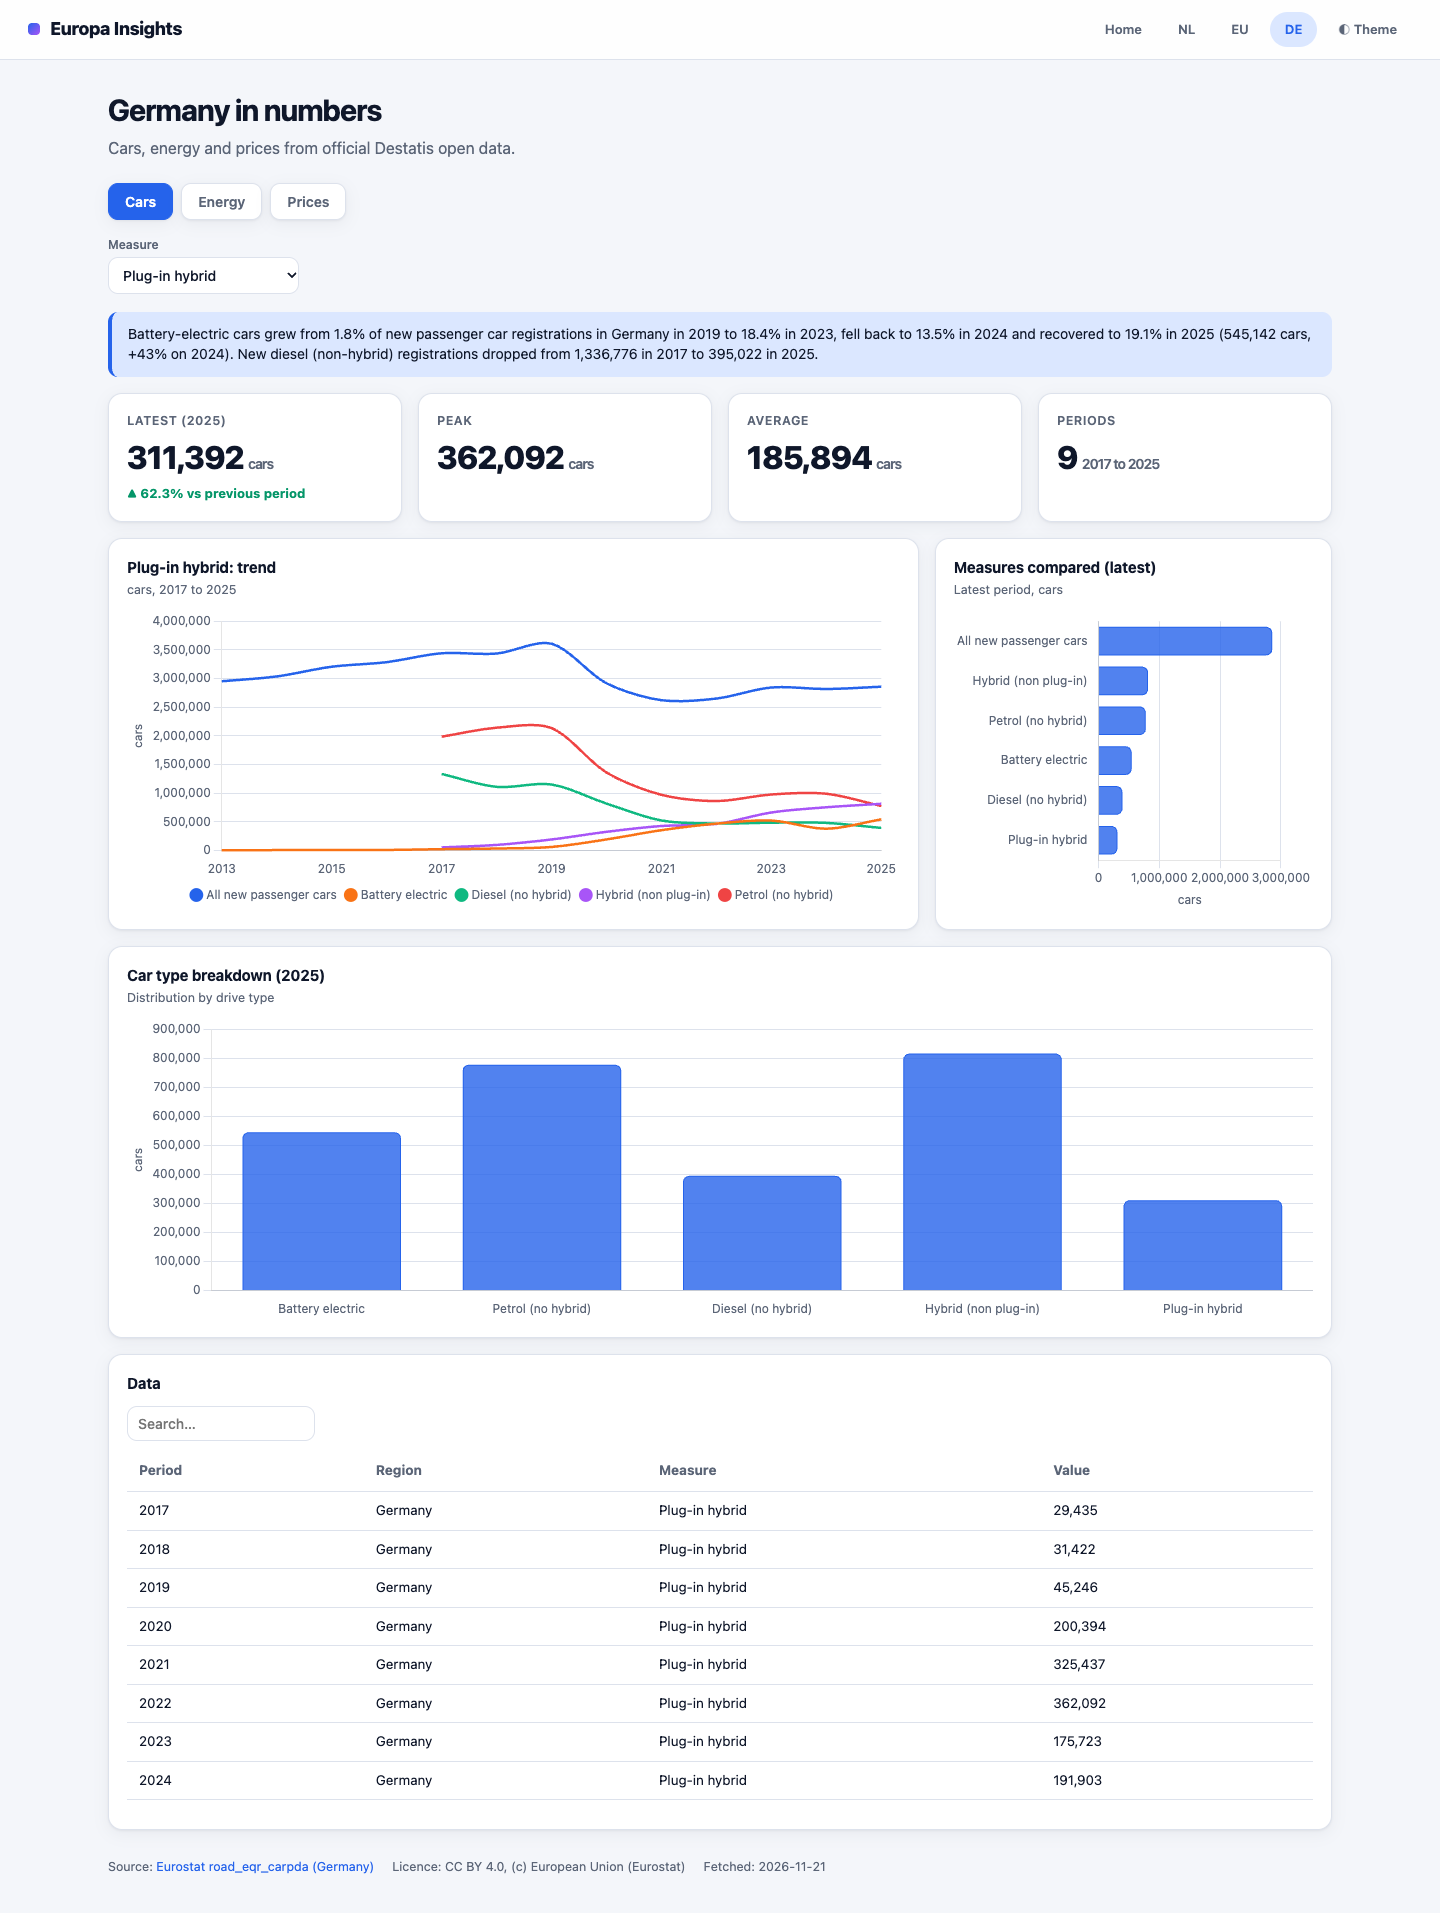 Europa Insights
Home NL EU DE Theme
Germany in numbers
Cars, energy and prices from official Destatis open data.
Cars Energy Prices
Measure
Plug-in hybrid
Battery-electric cars grew from 1.8% of new passenger car registrations in Germany in 2019 to 18.4% in 2023, fell back to 13.5% in 2024 and recovered to 19.1% in 2025 (545,142 cars,
+43% on 2024). New diesel (non-hybrid) registrations dropped from 1,336,776 in 2017 to 395,022 in 2025.
LATEST (2025)
311,392 cars
▲ 62.3% vs previous period
PEAK
362,092 cars
AVERAGE
185,894 cars
PERIODS
9 2017 to 2025
Plug-in hybrid: trend
cars, 2017 to 2025
4,000,000
3,500,000
3,000,000
2,500,000
2,000,000
1,500,000
1,000,000
500,000
0
cars
2013 2015 2017 2019 2021 2023 2025
All new passenger cars Battery electric Diesel (no hybrid) Hybrid (non plug-in) Petrol (no hybrid)
Measures compared (latest)
Latest period, cars
All new passenger cars
Hybrid (non plug-in)
Petrol (no hybrid)
Battery electric
Diesel (no hybrid)
Plug-in hybrid
0 1,000,000 2,000,000 3,000,000
cars
Car type breakdown (2025)
Distribution by drive type
900,000
800,000
700,000
600,000
500,000
400,000
300,000
200,000
100,000
0
cars
Battery electric Petrol (no hybrid) Diesel (no hybrid) Hybrid (non plug-in) Plug-in hybrid
Data
Search...
Period Region Measure Value
2017 Germany Plug-in hybrid 29,435
2018 Germany Plug-in hybrid 31,422
2019 Germany Plug-in hybrid 45,246
2020 Germany Plug-in hybrid 200,394
2021 Germany Plug-in hybrid 325,437
2022 Germany Plug-in hybrid 362,092
2023 Germany Plug-in hybrid 175,723
2024 Germany Plug-in hybrid 191,903
Source: Eurostat road_eqr_carpda (Germany) Licence: CC BY 4.0, (c) European Union (Eurostat) Fetched: 2026-11-21